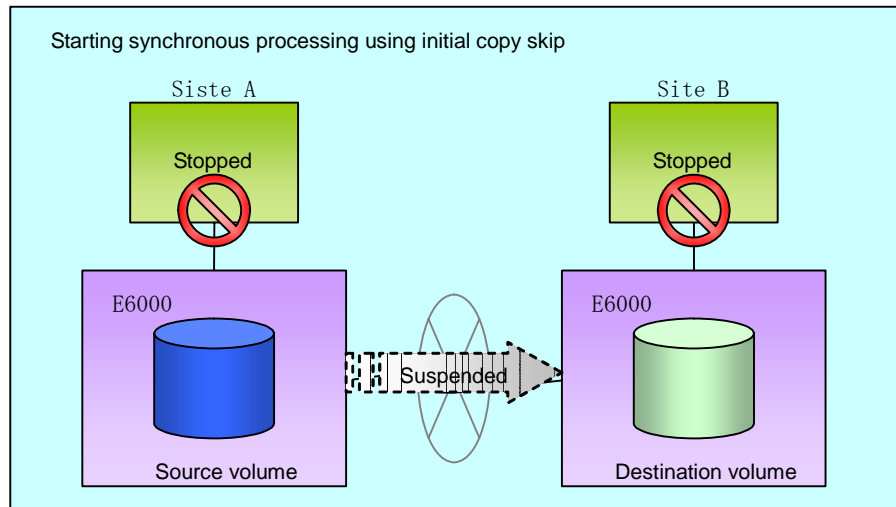 Starting synchronous processing using initial copy skip
Siste A
Site B
Stopped
Stopped
E6000
E6000
Suspended
Source volume
Destination volume